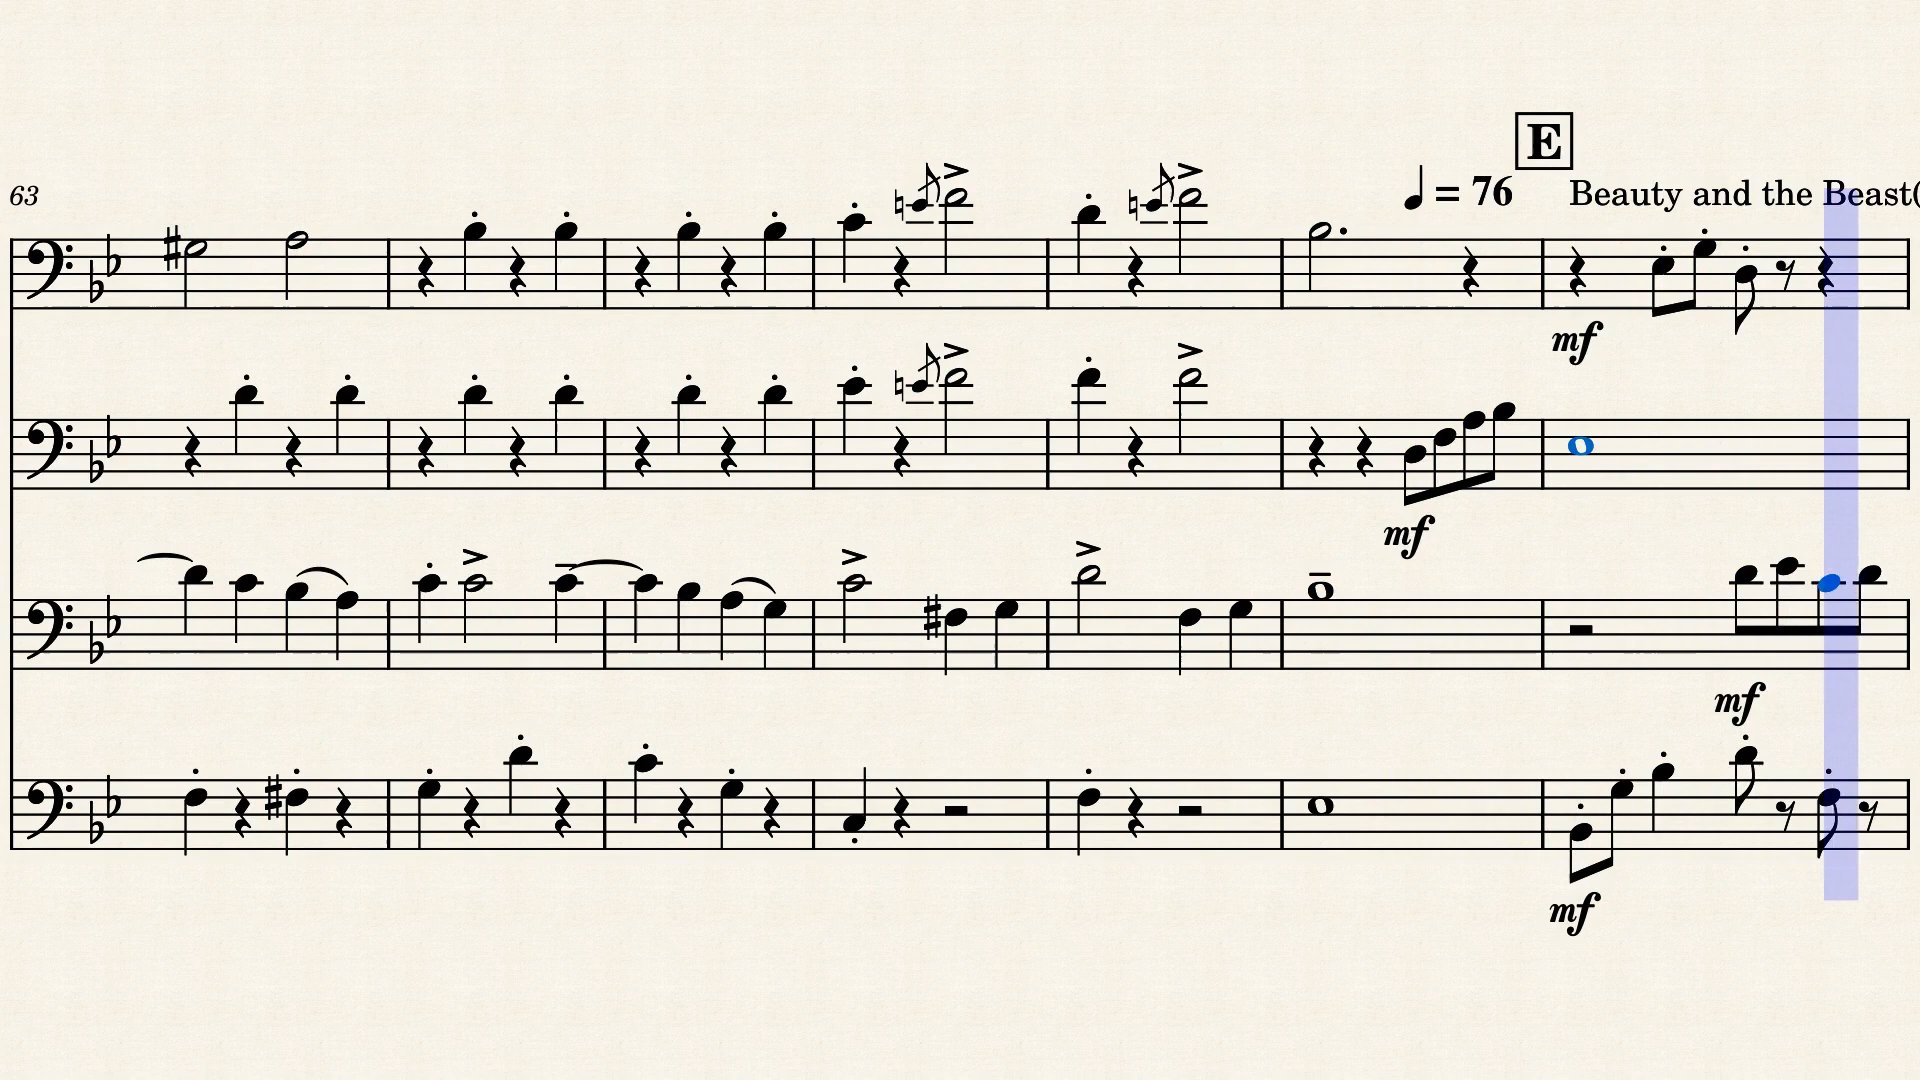 E
63
= 76
Beauty and the Beast(
mf
mf
mf
mf